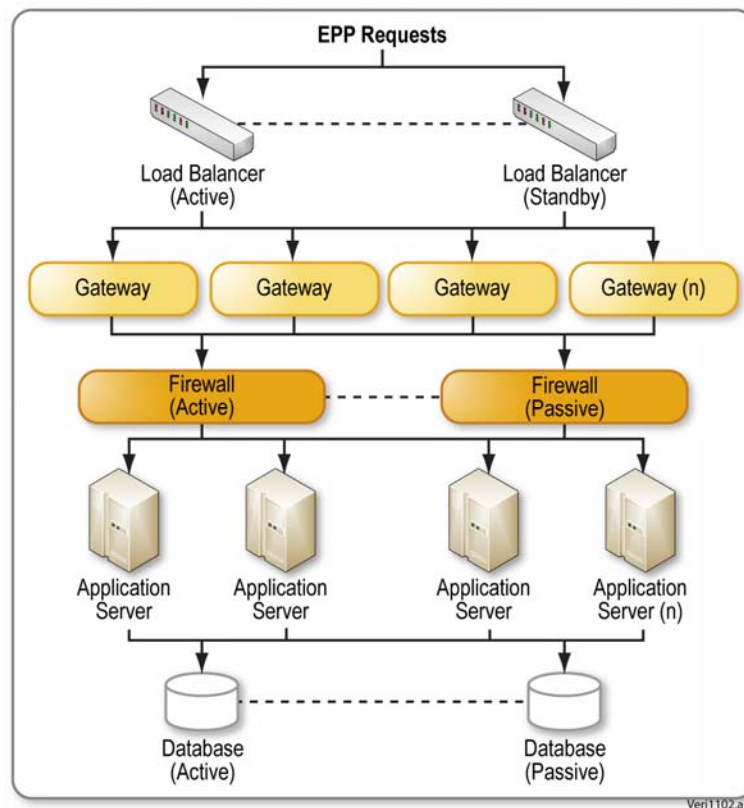 EPP Requests
Load Balancer
(Active)
Load Balancer
(Standby)
Gateway
Gateway
Gateway
Gateway (n)
Firewall
(Active)
Firewall
(Passive)
Application
Server
Application
Server
Application
Server
Application
Server (n)
Database
(Active)
Database
(Passive)